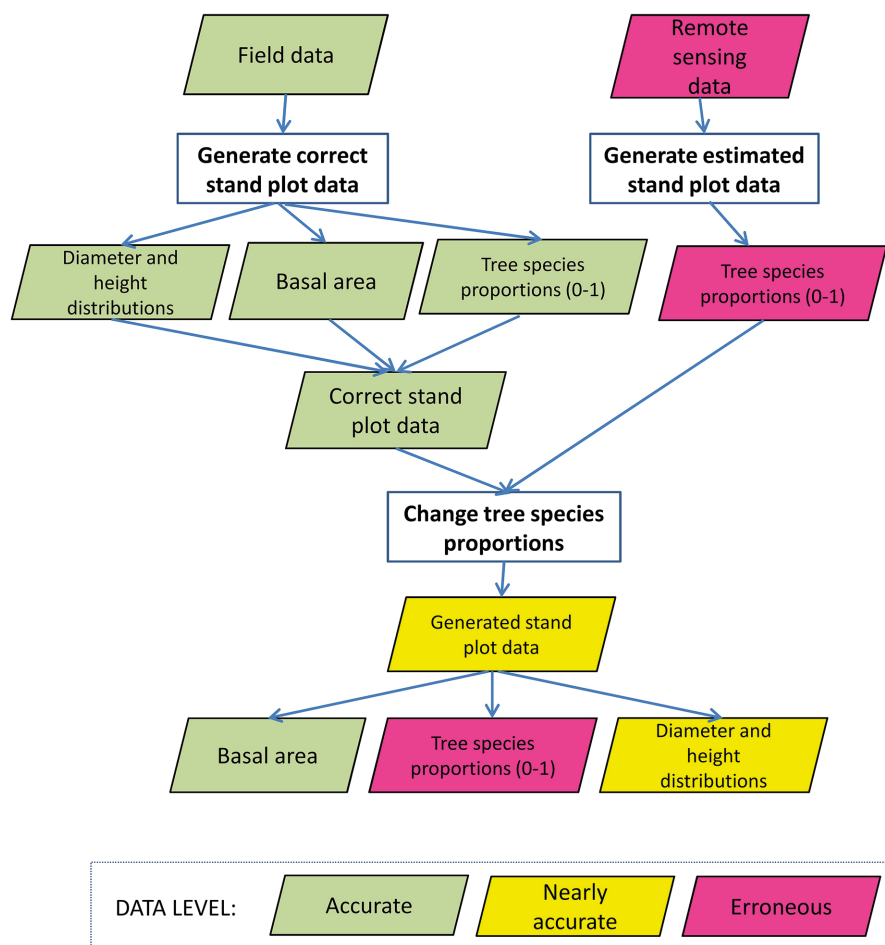 Field data
Remote
sensing
data
Generate correct
stand plot data
Generate estimated
stand plot data
Diameter and
height
distributions
Basal area
Tree species
proportions (0-1)
Tree species
proportions (0-1)
Correct stand
plot data
Change tree species
proportions
Generated stand
plot data
Basal area
Tree species
proportions (0-1)
Diameter and
height
distributions
DATA LEVEL:
Accurate
Nearly
accurate
Erroneous